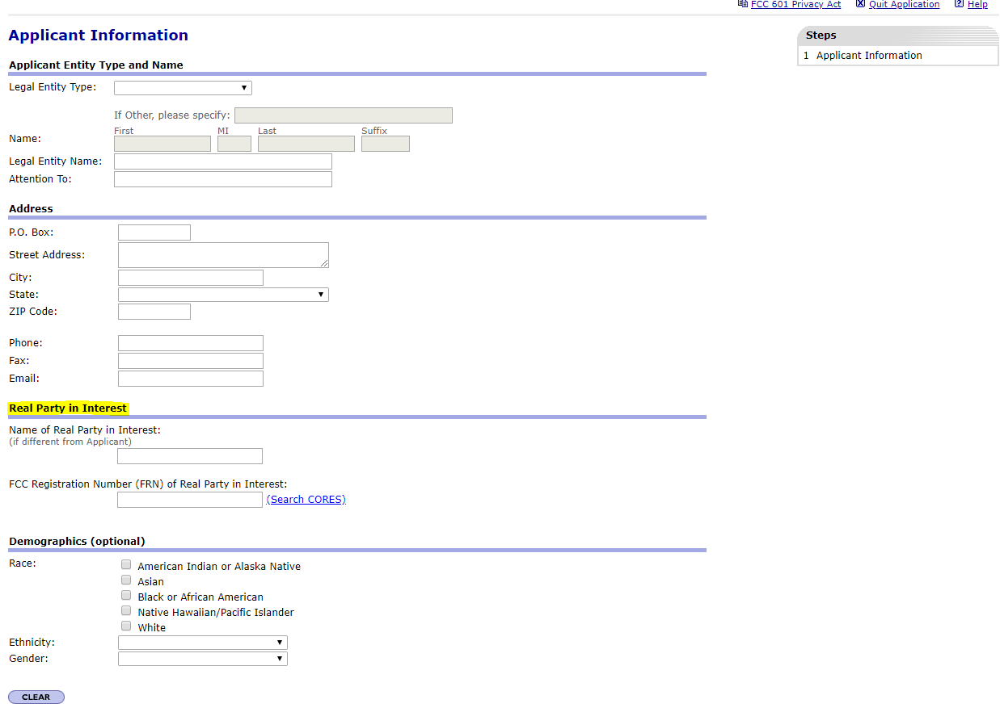 FCC 601 Privacy Act Quit Application Help
Applicant Information
Steps
1 Applicant Information
Applicant Entity Type and Name
Legal Entity Type:
If Other, please specify:
First MI Last Suffix
Name:
Legal Entity Name:
Attention To:
Address
P.O. Box:
Street Address:
City:
State:
ZIP Code:
Phone:
Fax:
Email:
Real Party in Interest
Name of Real Party in Interest:
(if different from Applicant)
FCC Registration Number (FRN) of Real Party in Interest:
(Search CORES)
Demographics (optional)
Race:
American Indian or Alaska Native
Asian
Black or African American
Native Hawaiian/Pacific Islander
White
Ethnicity:
Gender:
CLEAR